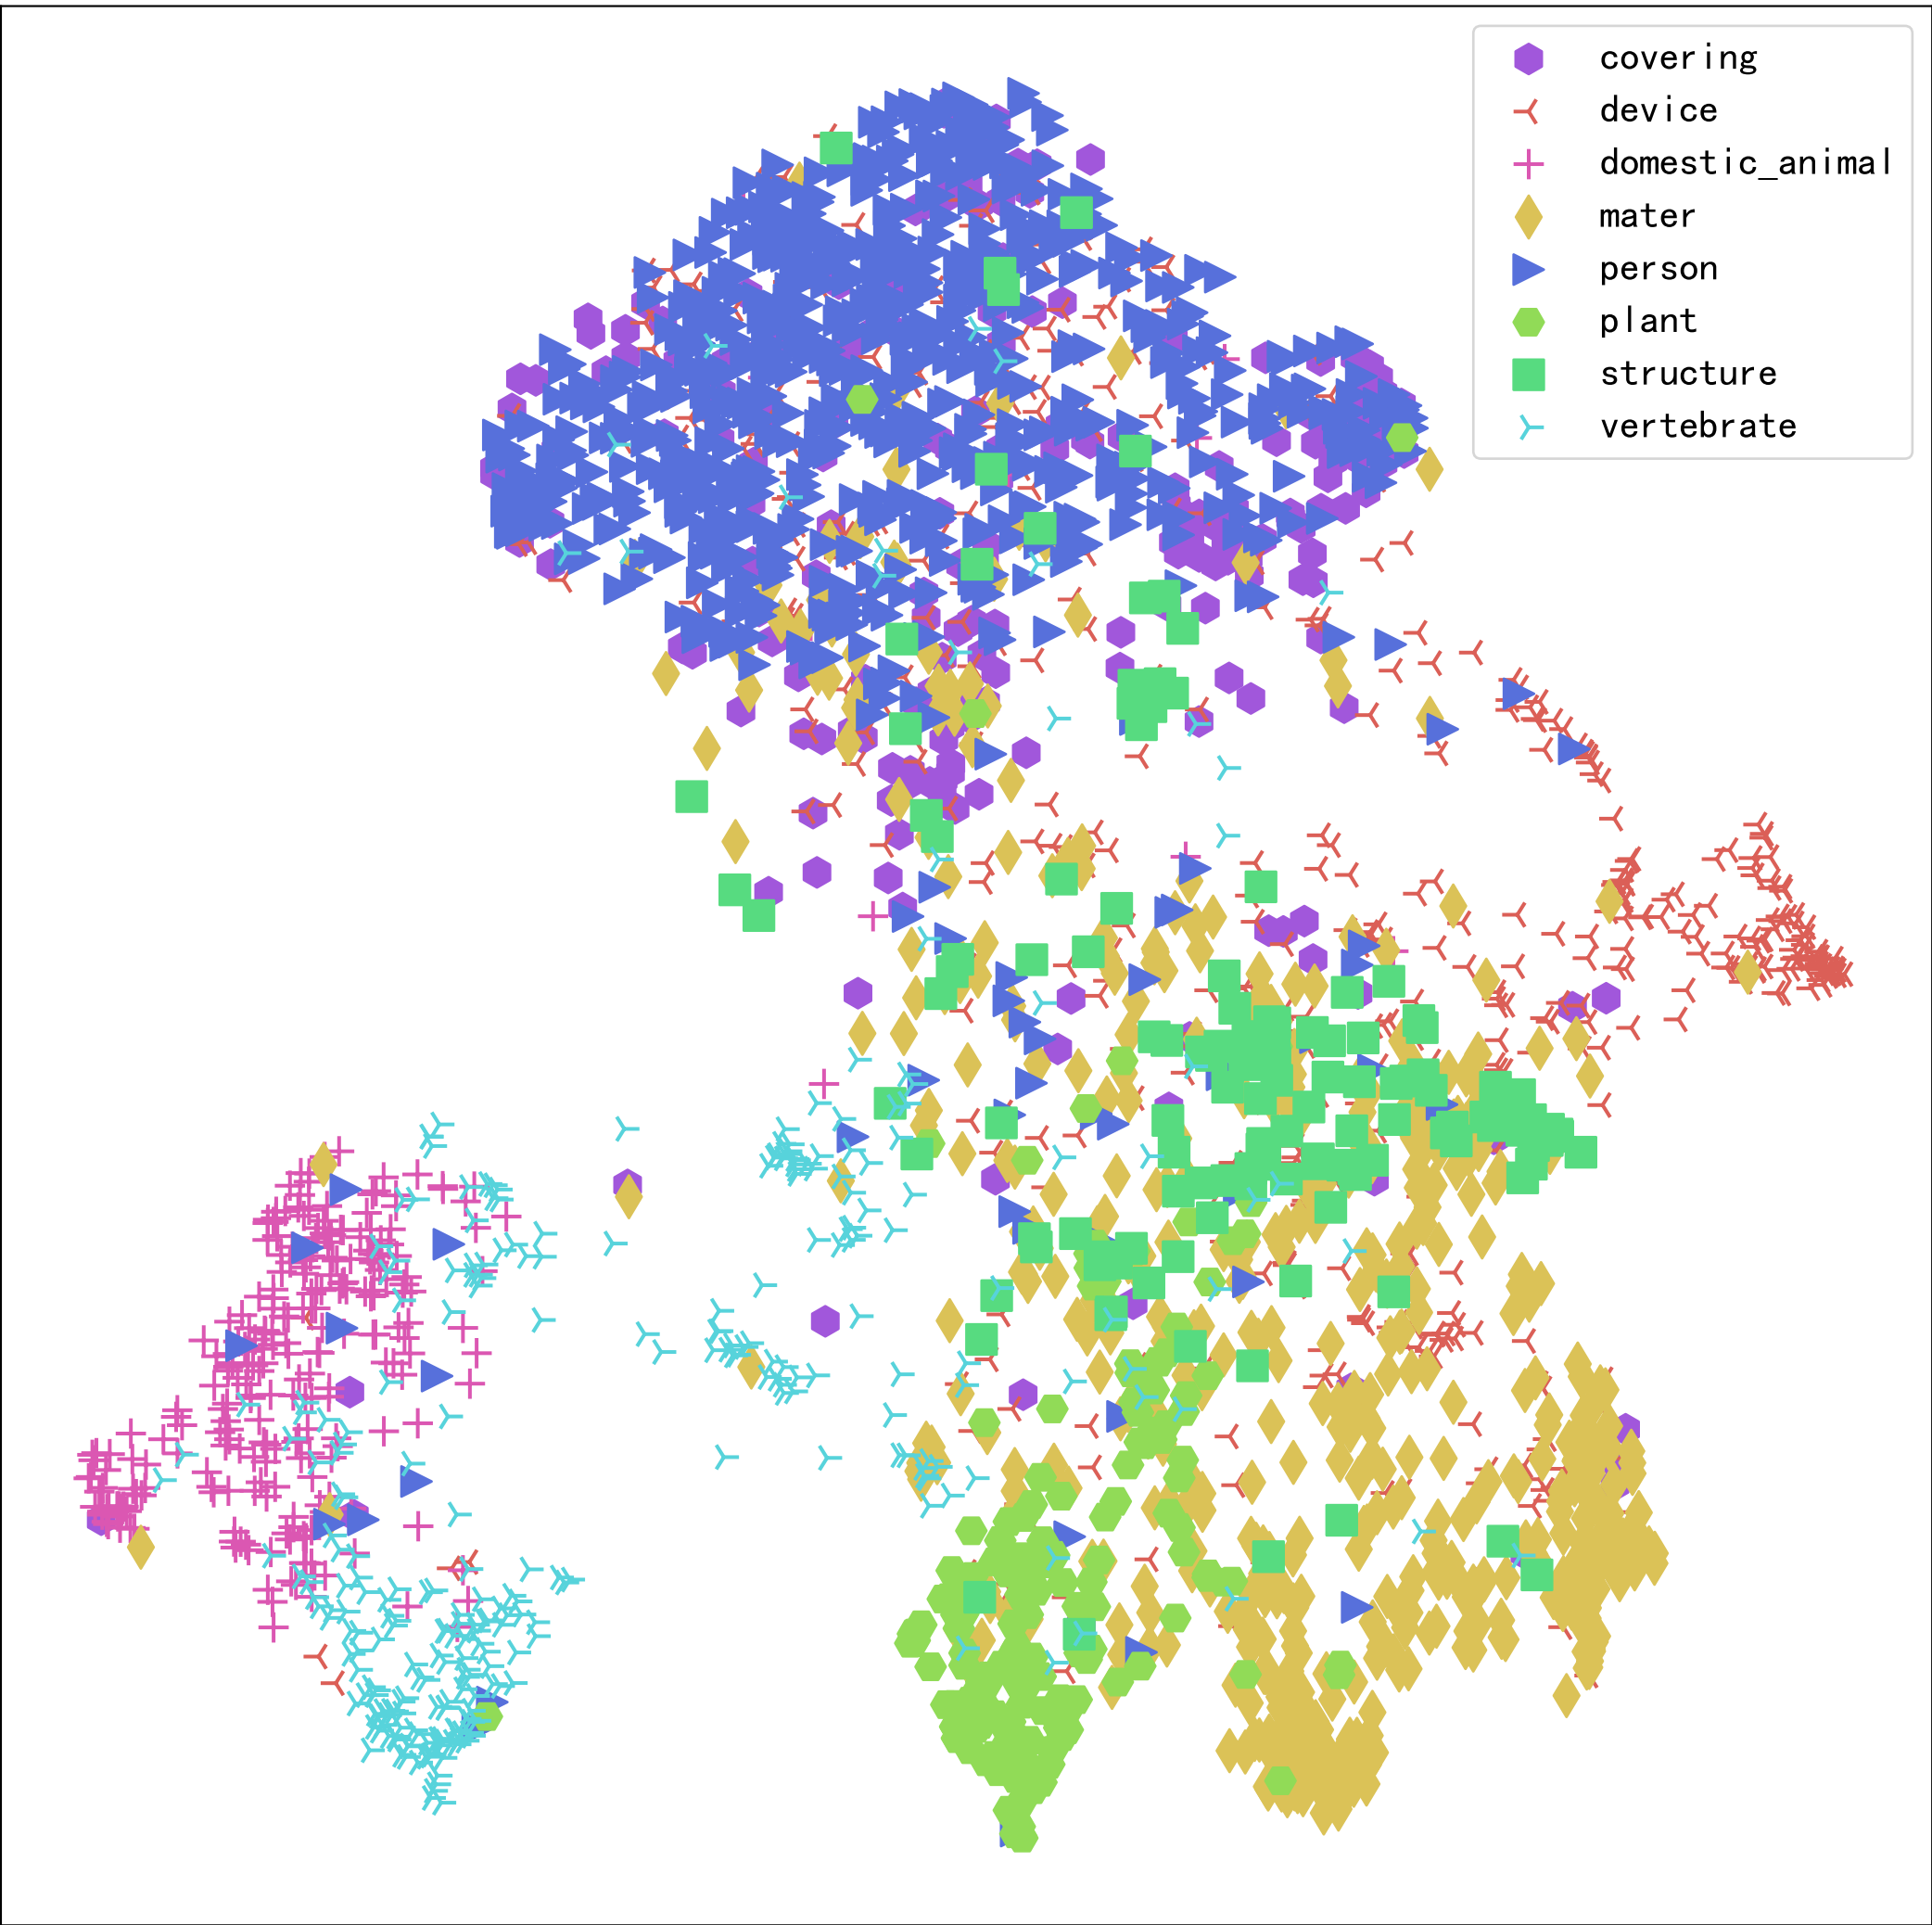 covering
device
domestic_animal
mater
person
plant
structure
vertebrate